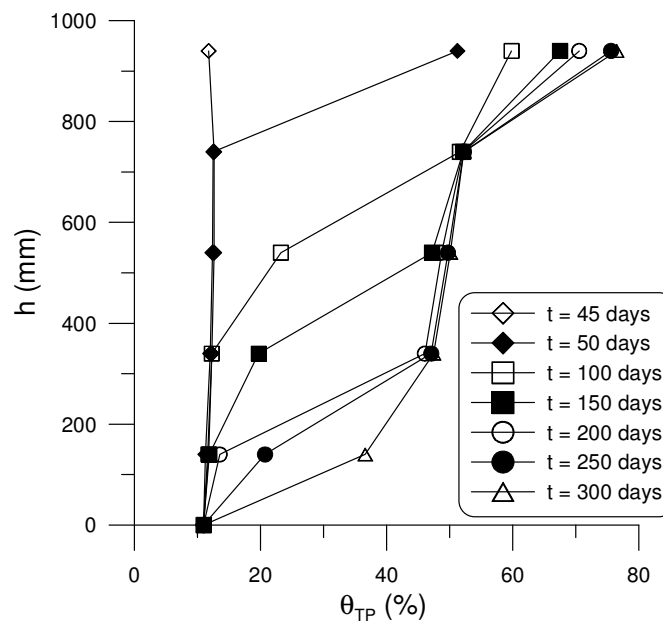 1000
800
600
400
200
0
h (mm)
0
20
40
60
80
θTP (%)
t = 45 days
t = 50 days
t = 100 days
t = 150 days
t = 200 days
t = 250 days
t = 300 days